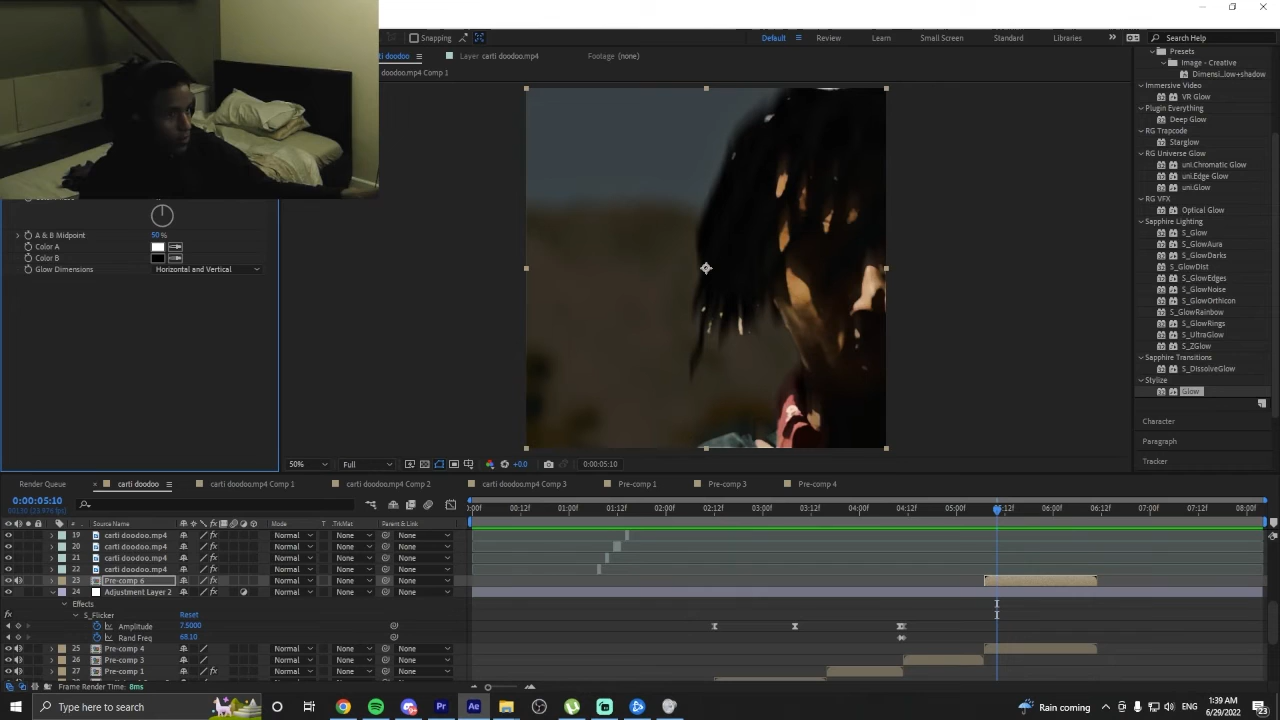 Snapping
Default
Review
Learn
Small Screen
Standard
Libraries
Search Help
ti doodoo
Layer carti doodoo.mp4
Footage (none)
doodoo.mp4 Comp 1
Presets
Image - Creative
Dimensi...low+shadow
Immersive Video
VR Glow
Plugin Everything
Deep Glow
RG Trapcode
Starglow
RG Universe Glow
uni.Chromatic Glow
uni.Edge Glow
uni.Glow
RG VFX
Optical Glow
Sapphire Lighting
S_Glow
S_GlowAura
S_GlowDarks
S_GlowDist
S_GlowEdges
S_GlowNoise
S_GlowOrthicon
S_GlowRainbow
S_GlowRings
S_UltraGlow
S_ZGlow
Sapphire Transitions
S_DissolveGlow
Stylize
Glow
Character
Paragraph
Tracker
A & B Midpoint 50 %
Color A
Color B
Glow Dimensions Horizontal and Vertical
50% Full +0.0 0:00:05:10
Render Queue
carti doodoo
carti doodoo.mp4 Comp 1
carti doodoo.mp4 Comp 2
carti doodoo.mp4 Comp 3
Pre-comp 1
Pre-comp 3
Pre-comp 4
0:00:05:10
:00f 00:12f 01:00f 01:12f 02:00f 02:12f 03:00f 03:12f 04:00f 04:12f 05:00f 05:12f 06:00f 06:12f 07:00f 07:12f 08:00f
# Source Name Mode T .TrkMat Parent & Link
19 carti doodoo.mp4 Normal None None
20 carti doodoo.mp4 Normal None None
21 carti doodoo.mp4 Normal None None
22 carti doodoo.mp4 Normal None None
23 Pre-comp 6 Normal None None
24 Adjustment Layer 2 Normal None None
Effects
S_Flicker Reset
Amplitude 7.5000
Rand Freq 68.10
25 Pre-comp 4 Normal None None
26 Pre-comp 3 Normal None None
27 Pre-comp 1 Normal None None
Frame Render Time: 8ms
Type here to search
Pr
Ae
Rain coming
1:39 AM
6/29/2022